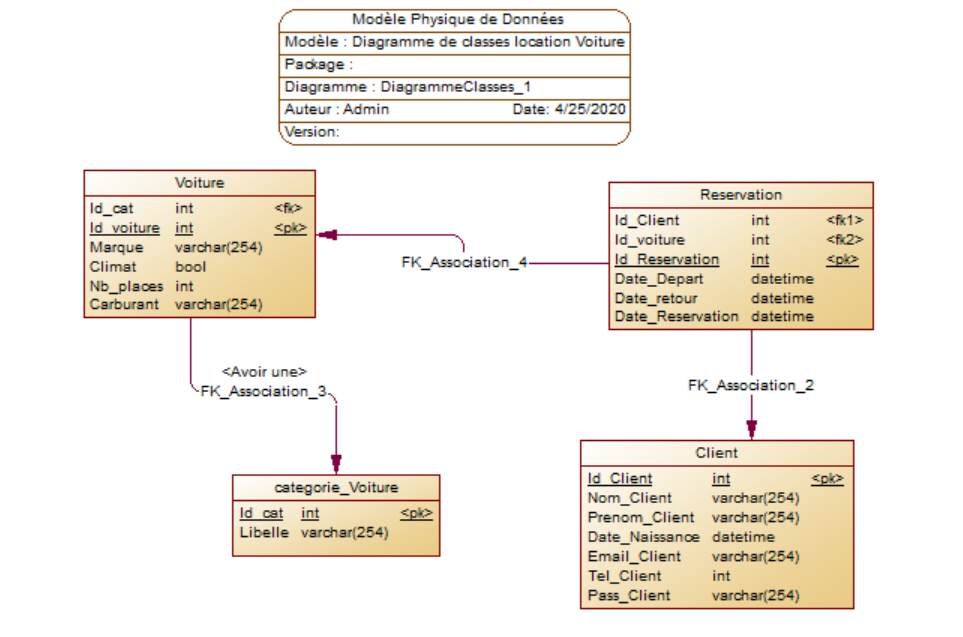 Modèle Physique de Données
Modèle : Diagramme de classes location Voiture
Package :
Diagramme : DiagrammeClasses_1
Auteur : Admin Date: 4/25/2020
Version:
Voiture
Id_cat int <fk>
Id_voiture int <pk>
Marque varchar(254)
Climat bool
Nb_places int
Carburant varchar(254)
FK_Association_4
Reservation
Id_Client int <fk1>
Id_voiture int <fk2>
Id_Reservation int <pk>
Date_Depart datetime
Date_retour datetime
Date_Reservation datetime
<Avoir une>
FK_Association_3
FK_Association_2
categorie_Voiture
Id_cat int <pk>
Libelle varchar(254)
Client
Id_Client int <pk>
Nom_Client varchar(254)
Prenom_Client varchar(254)
Date_Naissance datetime
Email_Client varchar(254)
Tel_Client int
Pass_Client varchar(254)